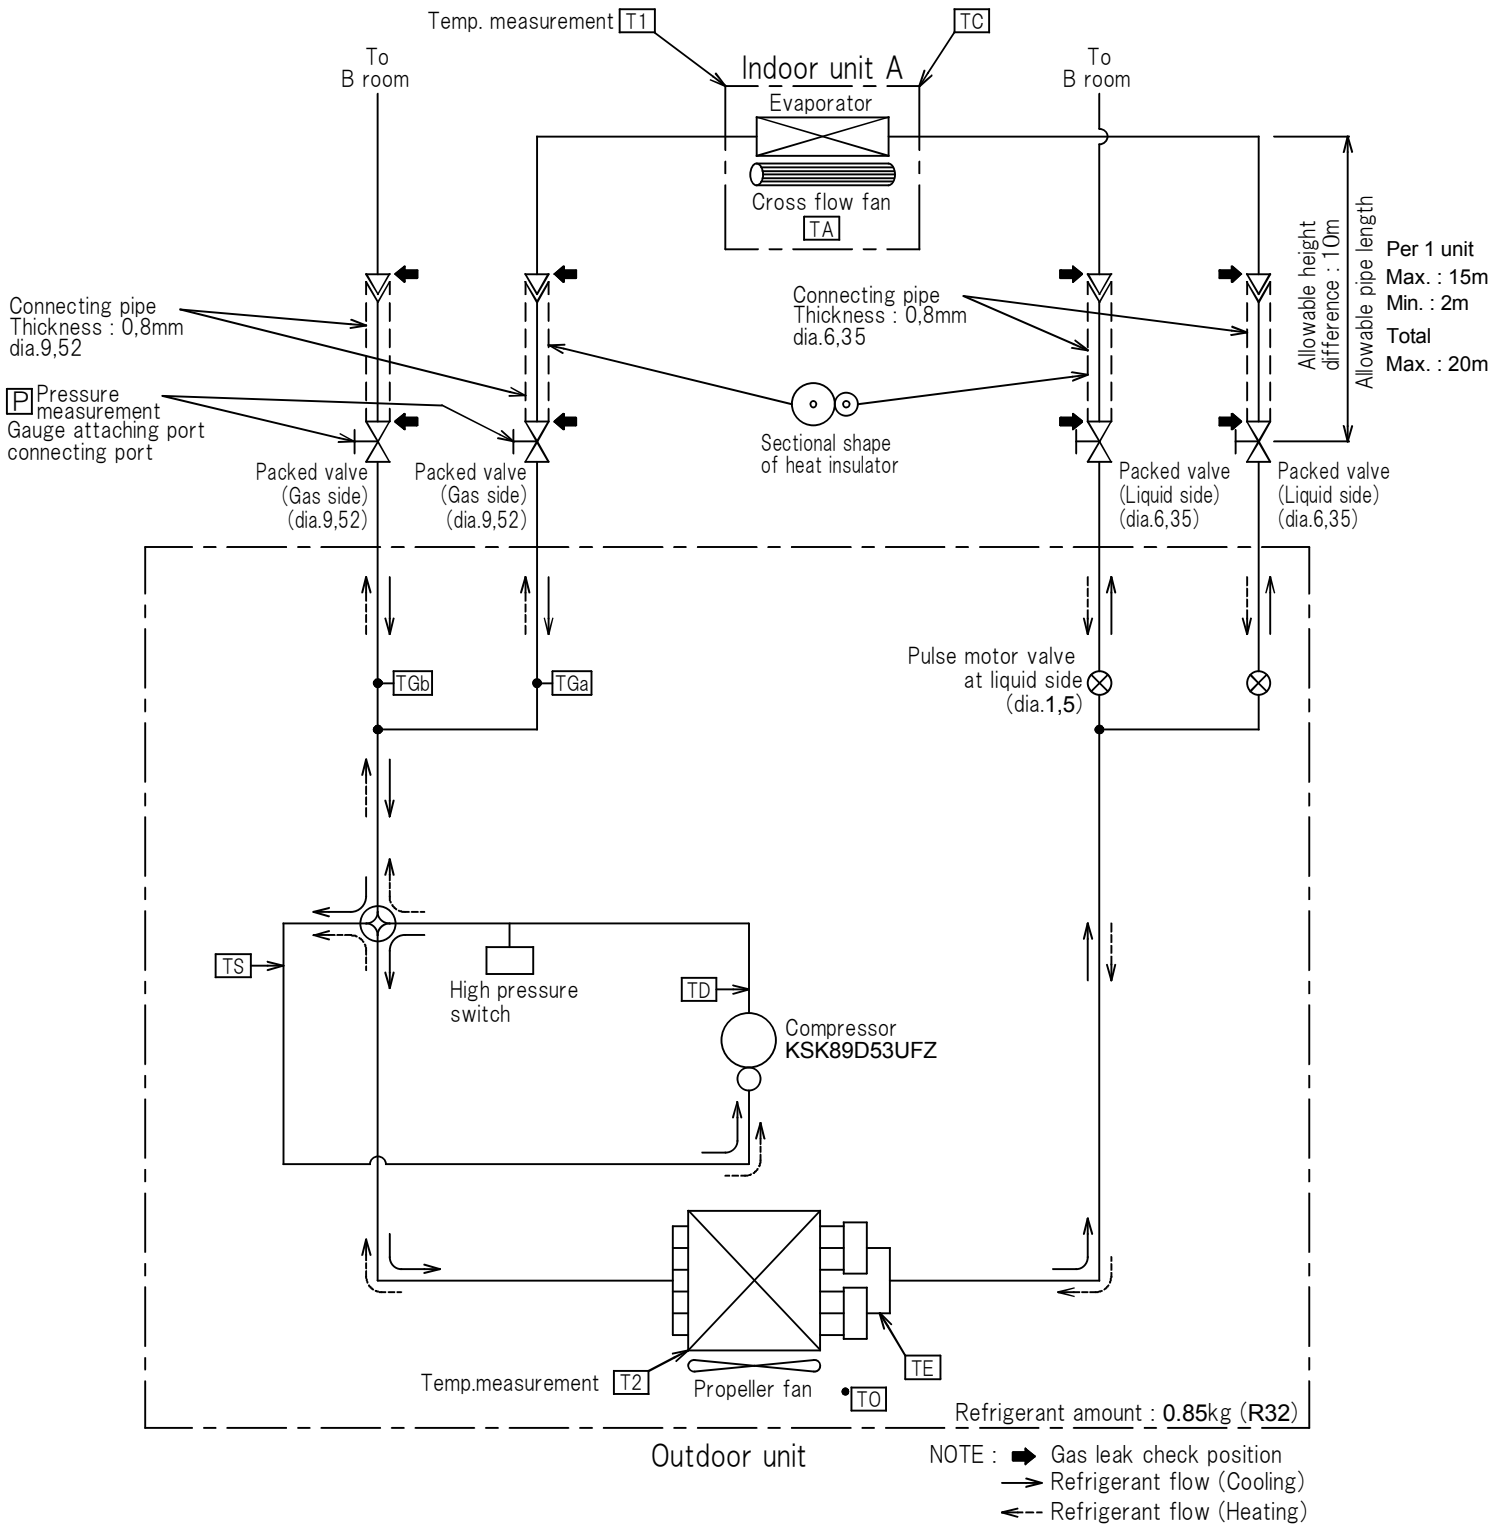 Temp. measurement T1
TC
To
B room
Indoor unit A
To
B room
Evaporator
Cross flow fan
TA
Allowable height
difference : 10m
Allowable pipe length
Per 1 unit
Max. : 15m
Min. : 2m
Total
Max. : 20m
Connecting pipe
Thickness : 0,8mm
dia.9,52
Connecting pipe
Thickness : 0,8mm
dia.6,35
P Pressure
measurement
Gauge attaching port
connecting port
Sectional shape
of heat insulator
Packed valve
(Gas side)
(dia.9,52)
Packed valve
(Gas side)
(dia.9,52)
Packed valve
(Liquid side)
(dia.6,35)
Packed valve
(Liquid side)
(dia.6,35)
TGb
TGa
Pulse motor valve
at liquid side
(dia.1,5)
TS
High pressure
switch
TD
Compressor
KSK89D53UFZ
Temp.measurement T2
Propeller fan
TO
TE
Refrigerant amount : 0.85kg (R32)
Outdoor unit
NOTE : Gas leak check position
Refrigerant flow (Cooling)
Refrigerant flow (Heating)